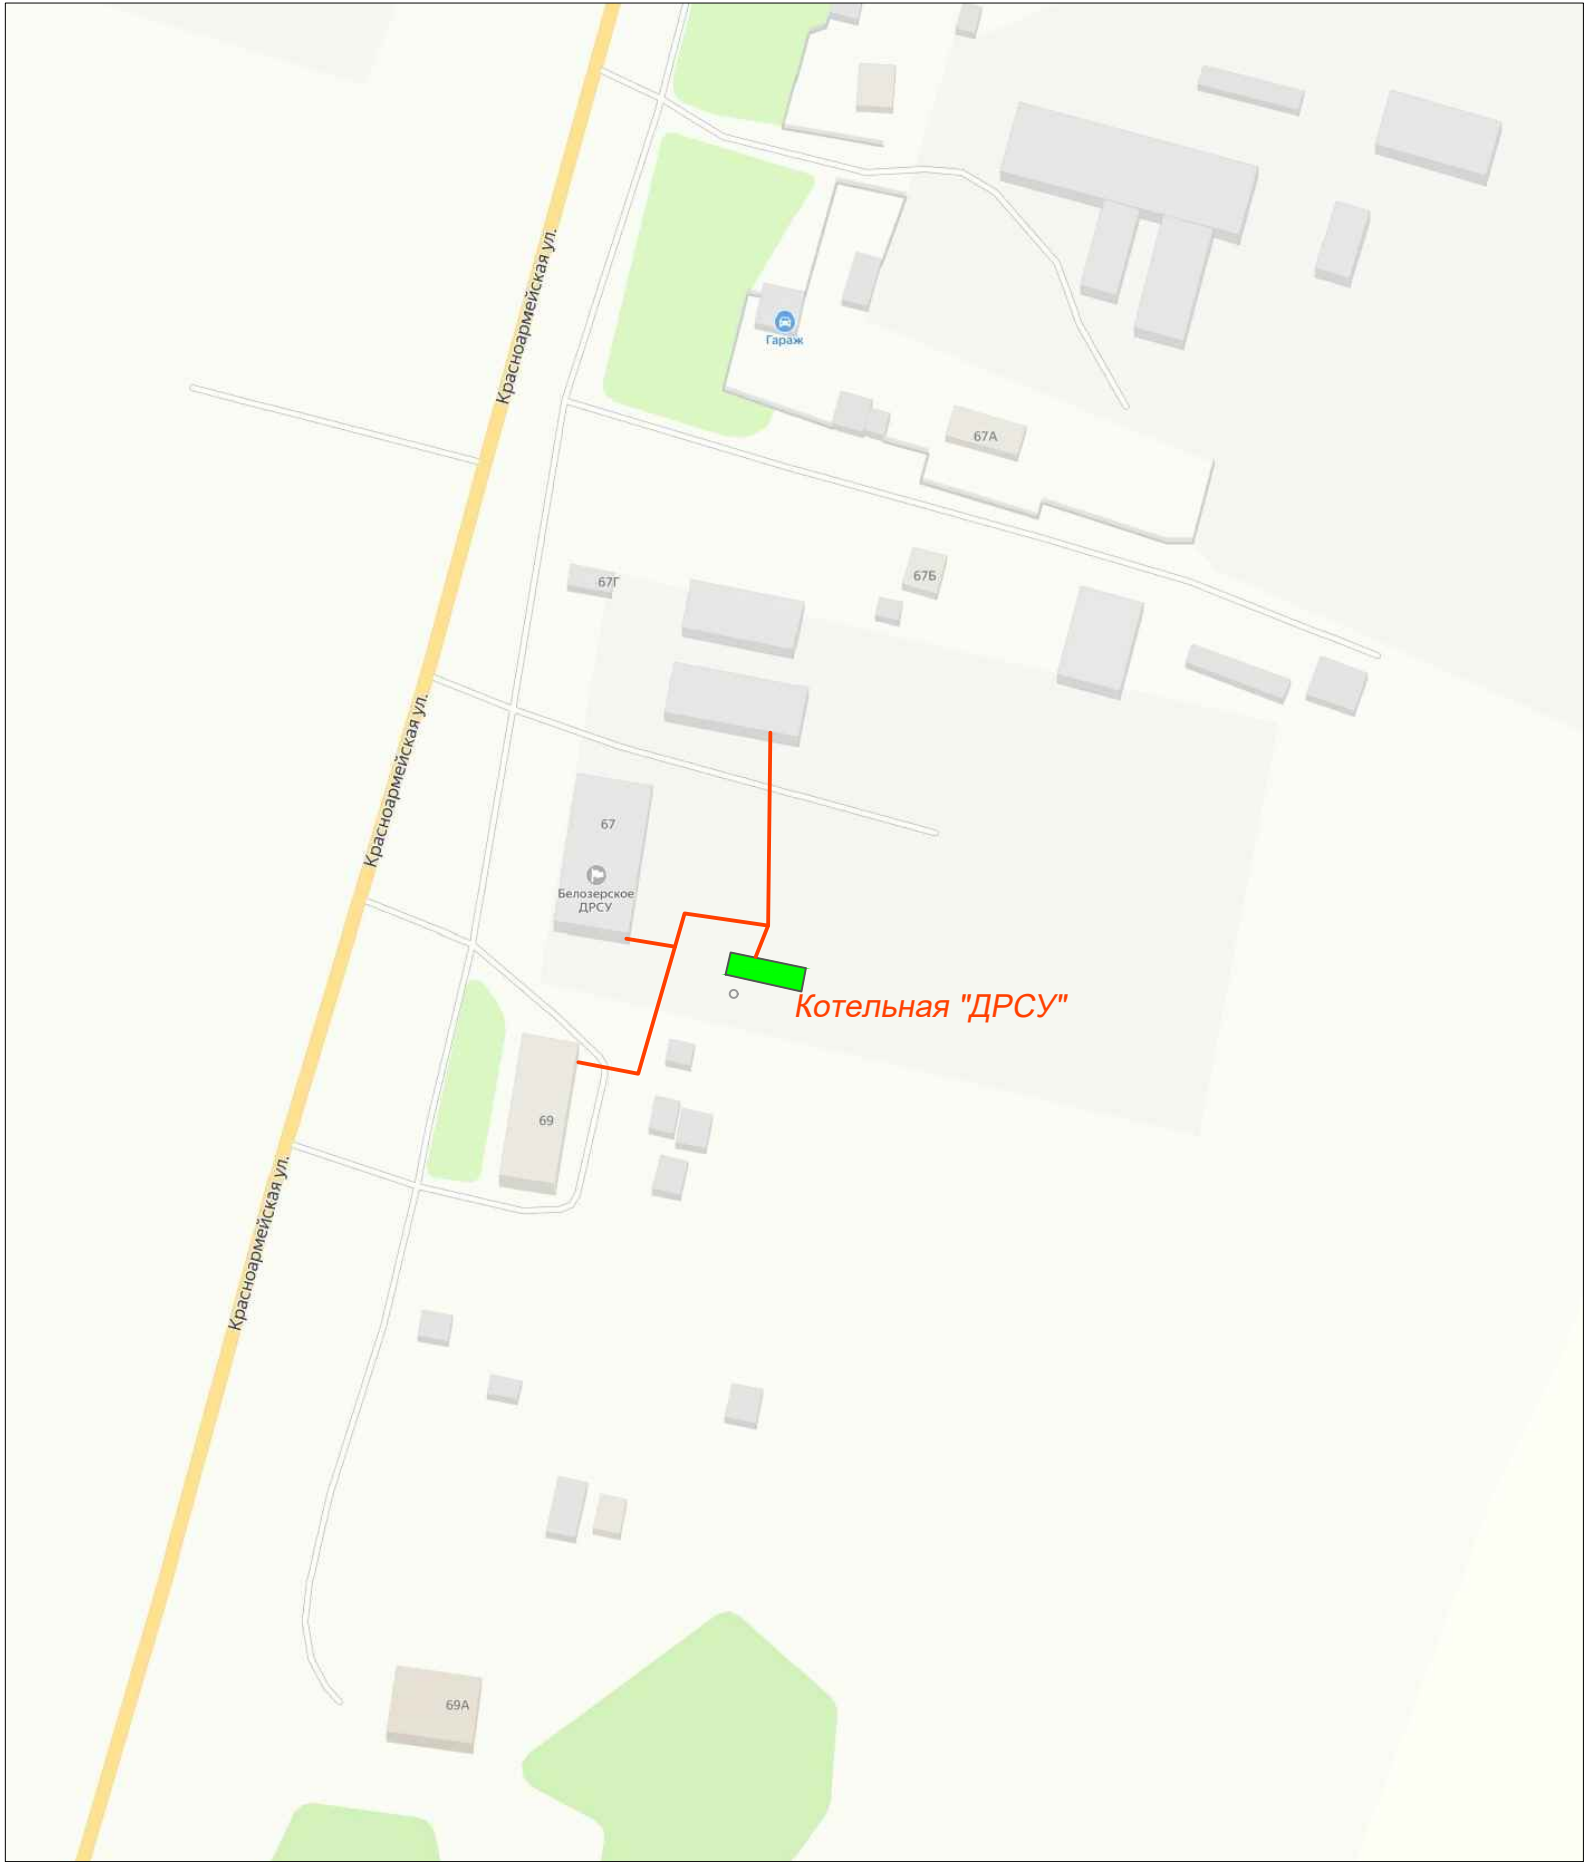 Красноармейская ул.
Гараж
67А
67Б
67Г
Красноармейская ул.
67
Белозерское
ДРСУ
Котельная "ДРСУ"
69
Красноармейская ул.
69А